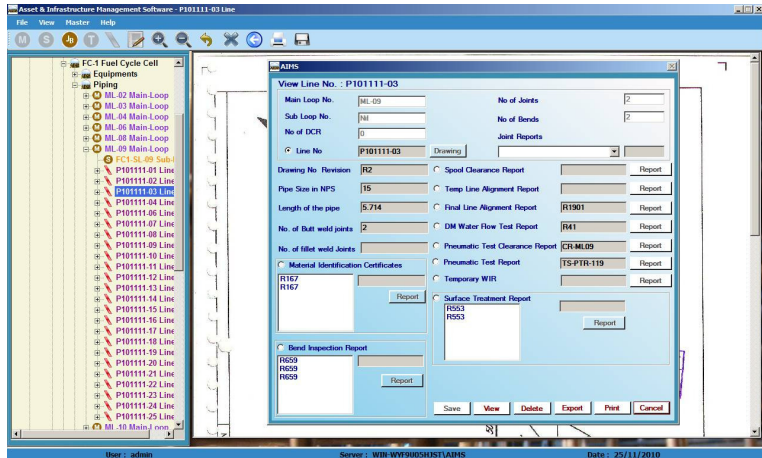 Asset & Infrastructure Management Software - P101111-03 Line
File View Master Help
M S JB T
FC-1 Fuel Cycle Cell
Equipments
Piping
M ML-02 Main-Loop
M ML-03 Main-Loop
M ML-04 Main-Loop
M ML-06 Main-Loop
M ML-08 Main-Loop
M ML-09 Main-Loop
S FC1-SL-09 Sub-
P101111-01 Line
P101111-02 Line
P101111-03 Line
P101111-04 Line
P101111-06 Line
P101111-07 Line
P101111-08 Line
P101111-09 Line
P101111-10 Line
P101111-11 Line
P101111-12 Line
P101111-13 Line
P101111-14 Line
P101111-15 Line
P101111-16 Line
P101111-17 Line
P101111-18 Line
P101111-19 Line
P101111-20 Line
P101111-21 Line
P101111-22 Line
P101111-23 Line
P101111-24 Line
P101111-25 Line
M ML-10 Main-Loop
AIMS
View Line No. : P101111-03
Main Loop No. ML-09 No of Joints 2
Sub Loop No. Nil No of Bends 2
No of DCR 0 Joint Reports
Line No P101111-03 Drawing
Drawing No Revision R2 Spool Clearance Report Report
Pipe Size in NPS 15 Temp Line Alignment Report Report
Length of the pipe 5.714 Final Line Alignment Report R1901 Report
No. of Butt weld joints 2 DM Water Flow Test Report R41 Report
No. of fillet weld Joints Pneumatic Test Clearance Report CR-ML09 Report
Pneumatic Test Report TS-PTR-119 Report
Temporary WIR Report
Material Identification Certificates
R167
R167
Report
Surface Treatment Report
R553
R553
Report
Bend Inspection Report
R659
R659
R659
Report
Save View Delete Export Print Cancel
User : admin Server : WIN-WVF9U05HJST\AIMS Date : 25/11/2010